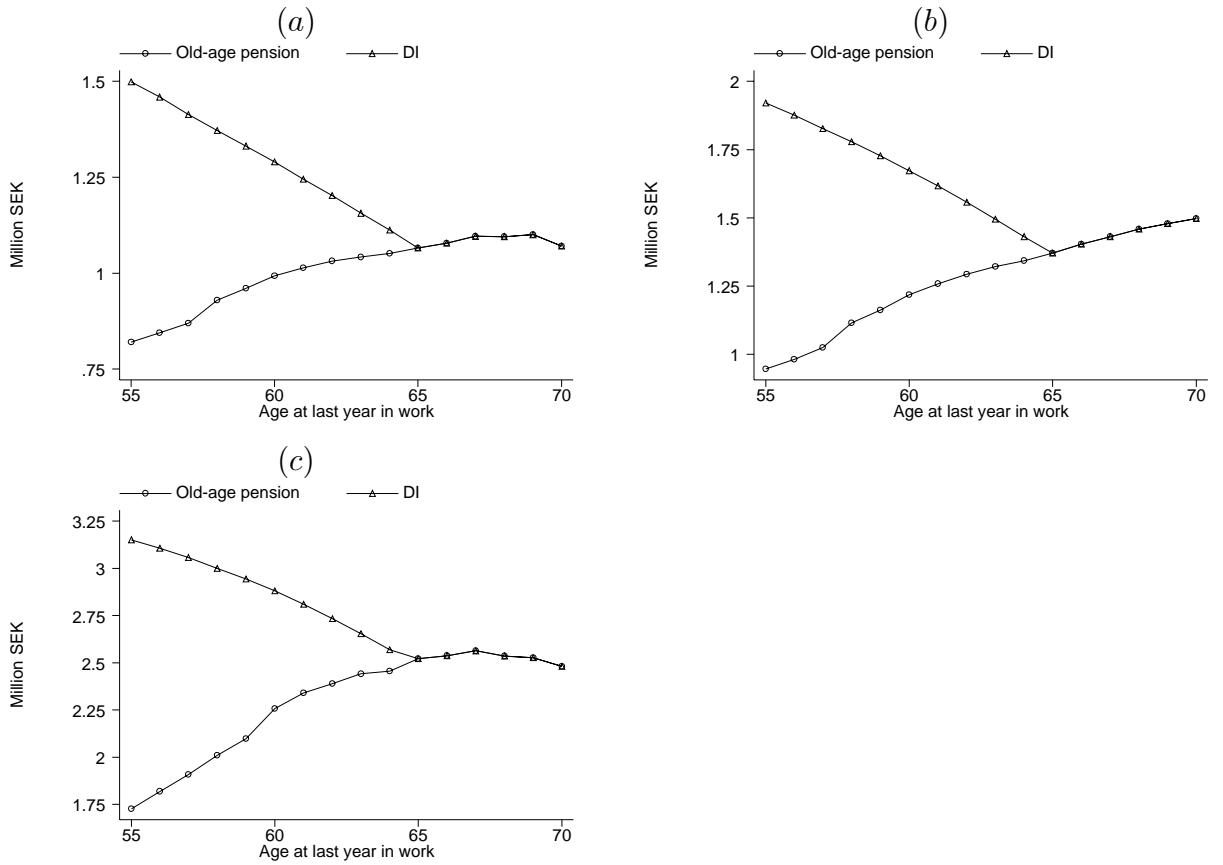 (a)
Old-age pension DI
Million SEK
1.5
1.25
1
.75
55 60 65 70
Age at last year in work
(b)
Old-age pension DI
Million SEK
2
1.75
1.5
1.25
1
55 60 65 70
Age at last year in work
(c)
Old-age pension DI
Million SEK
3.25
3
2.75
2.5
2.25
2
1.75
55 60 65 70
Age at last year in work